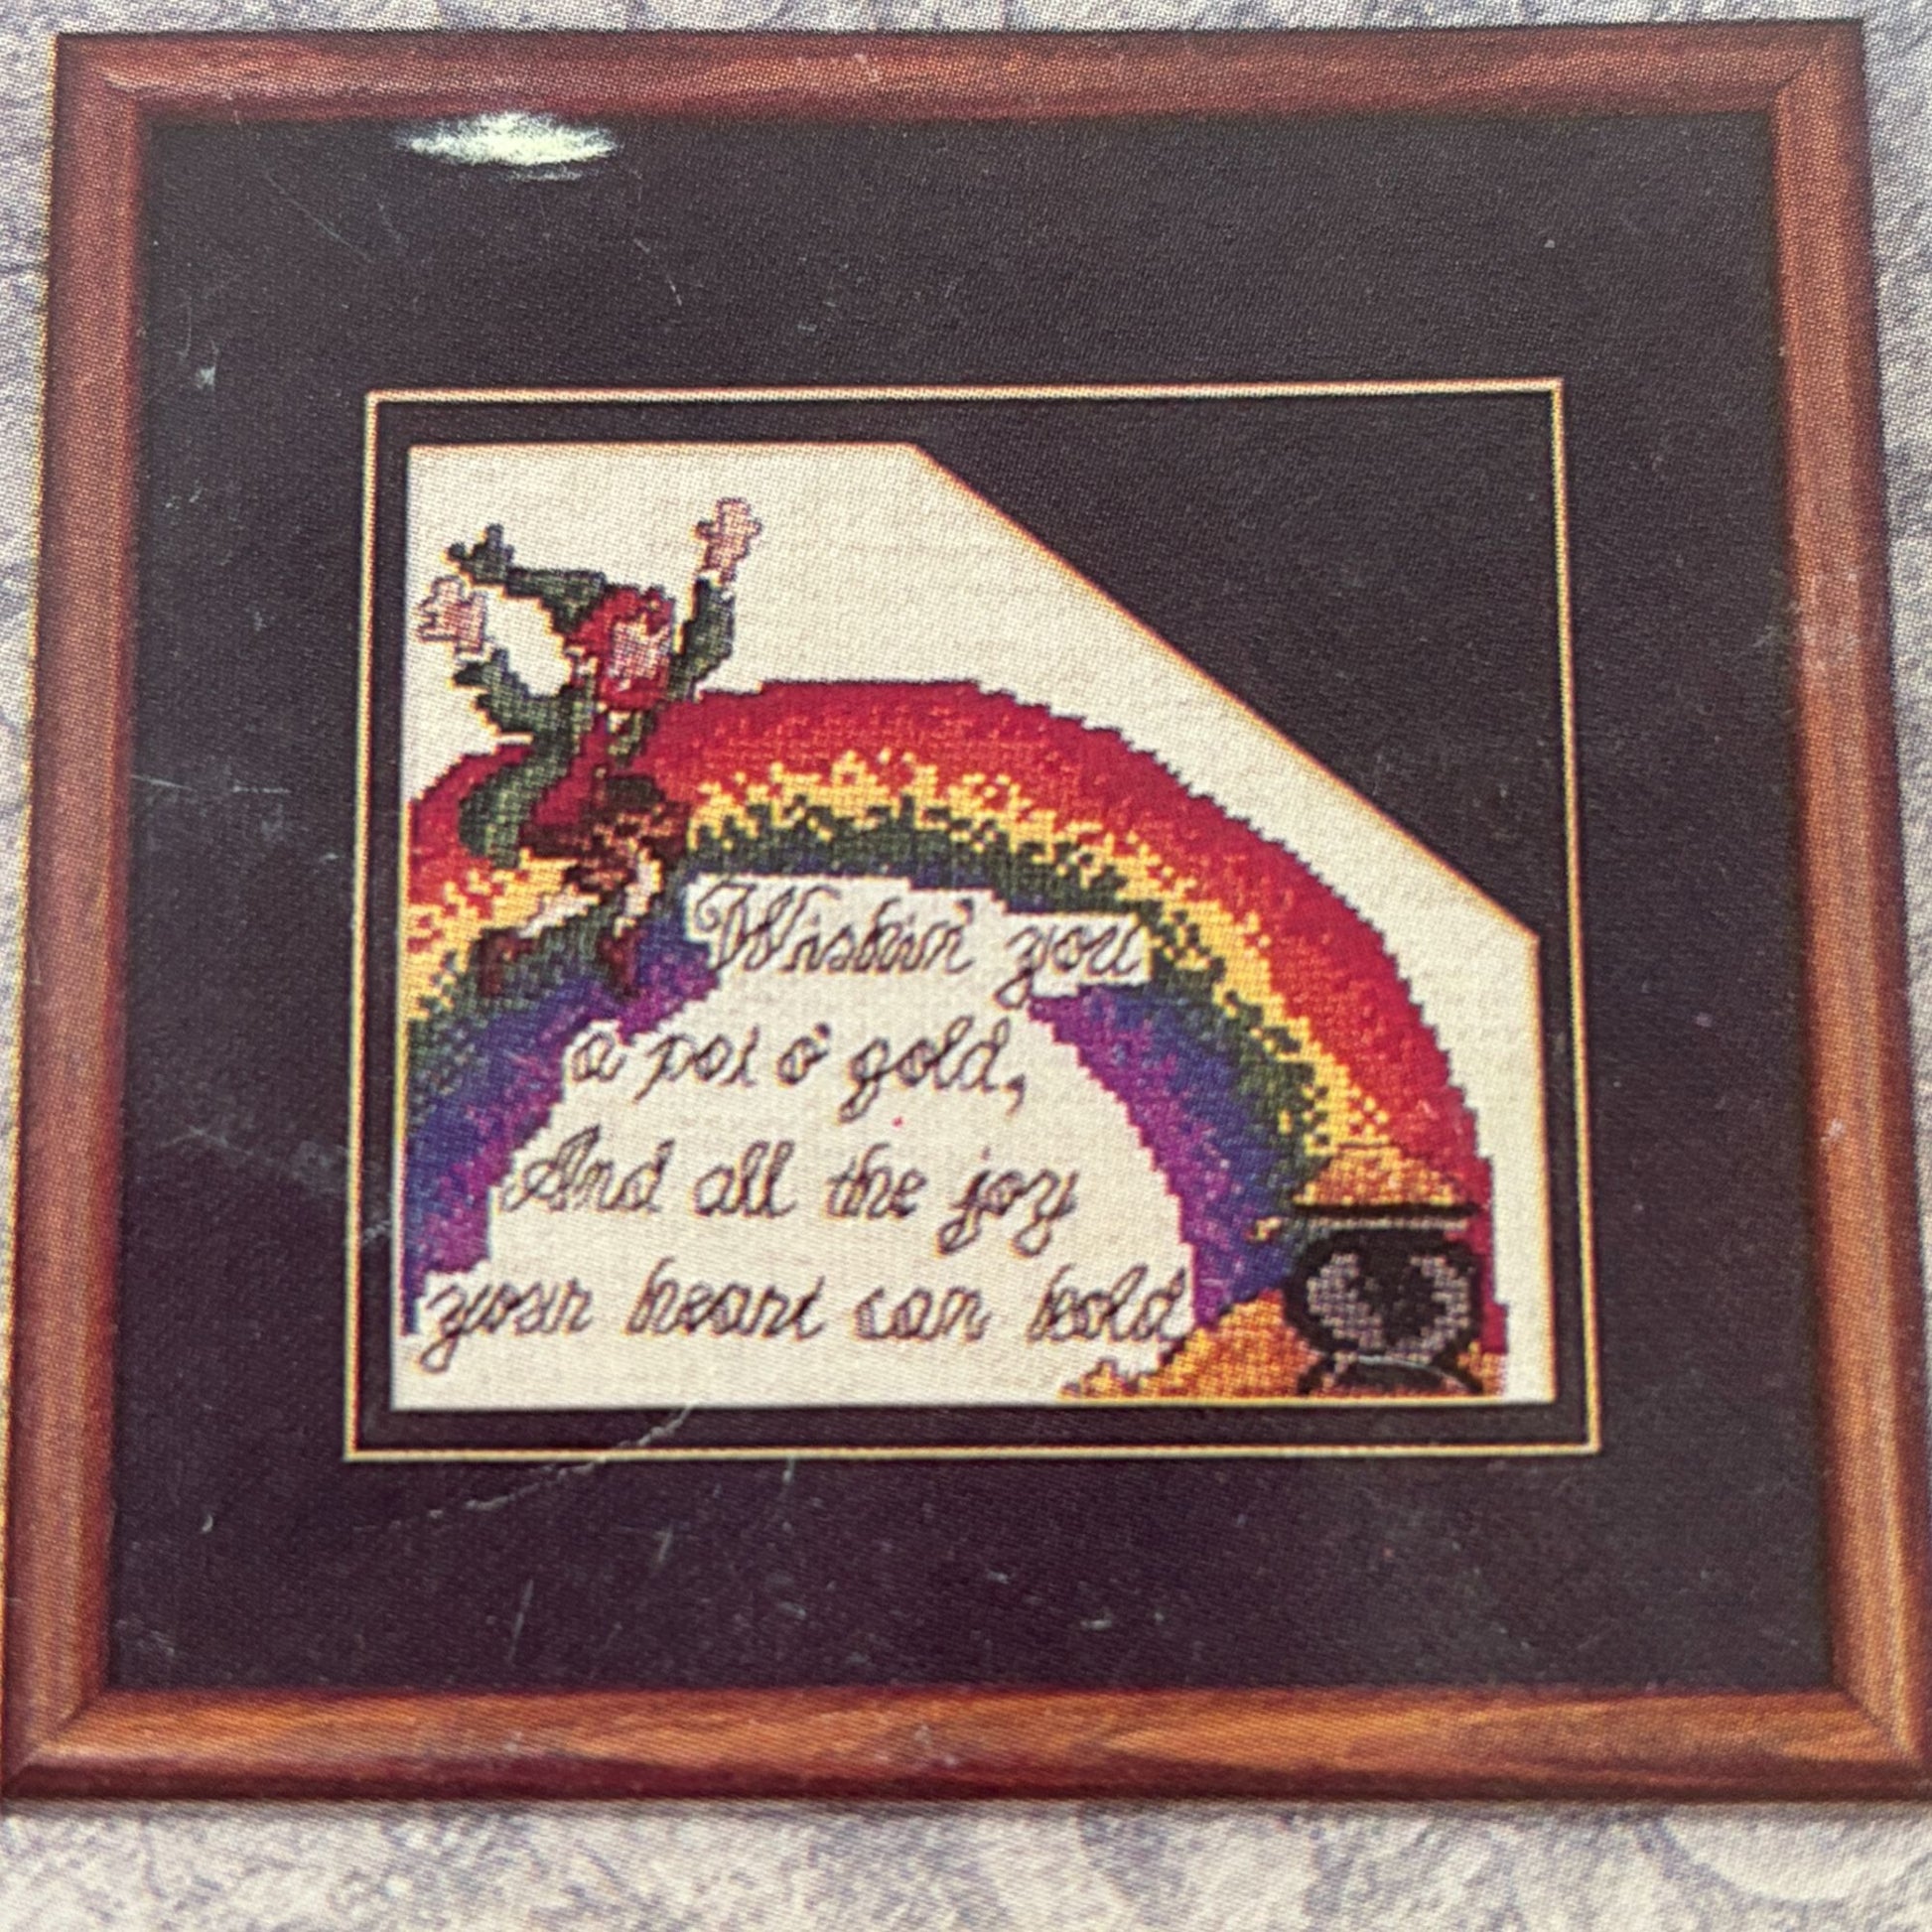 Wishin' you
a pot o' gold,
And all the joy
your heart can hold